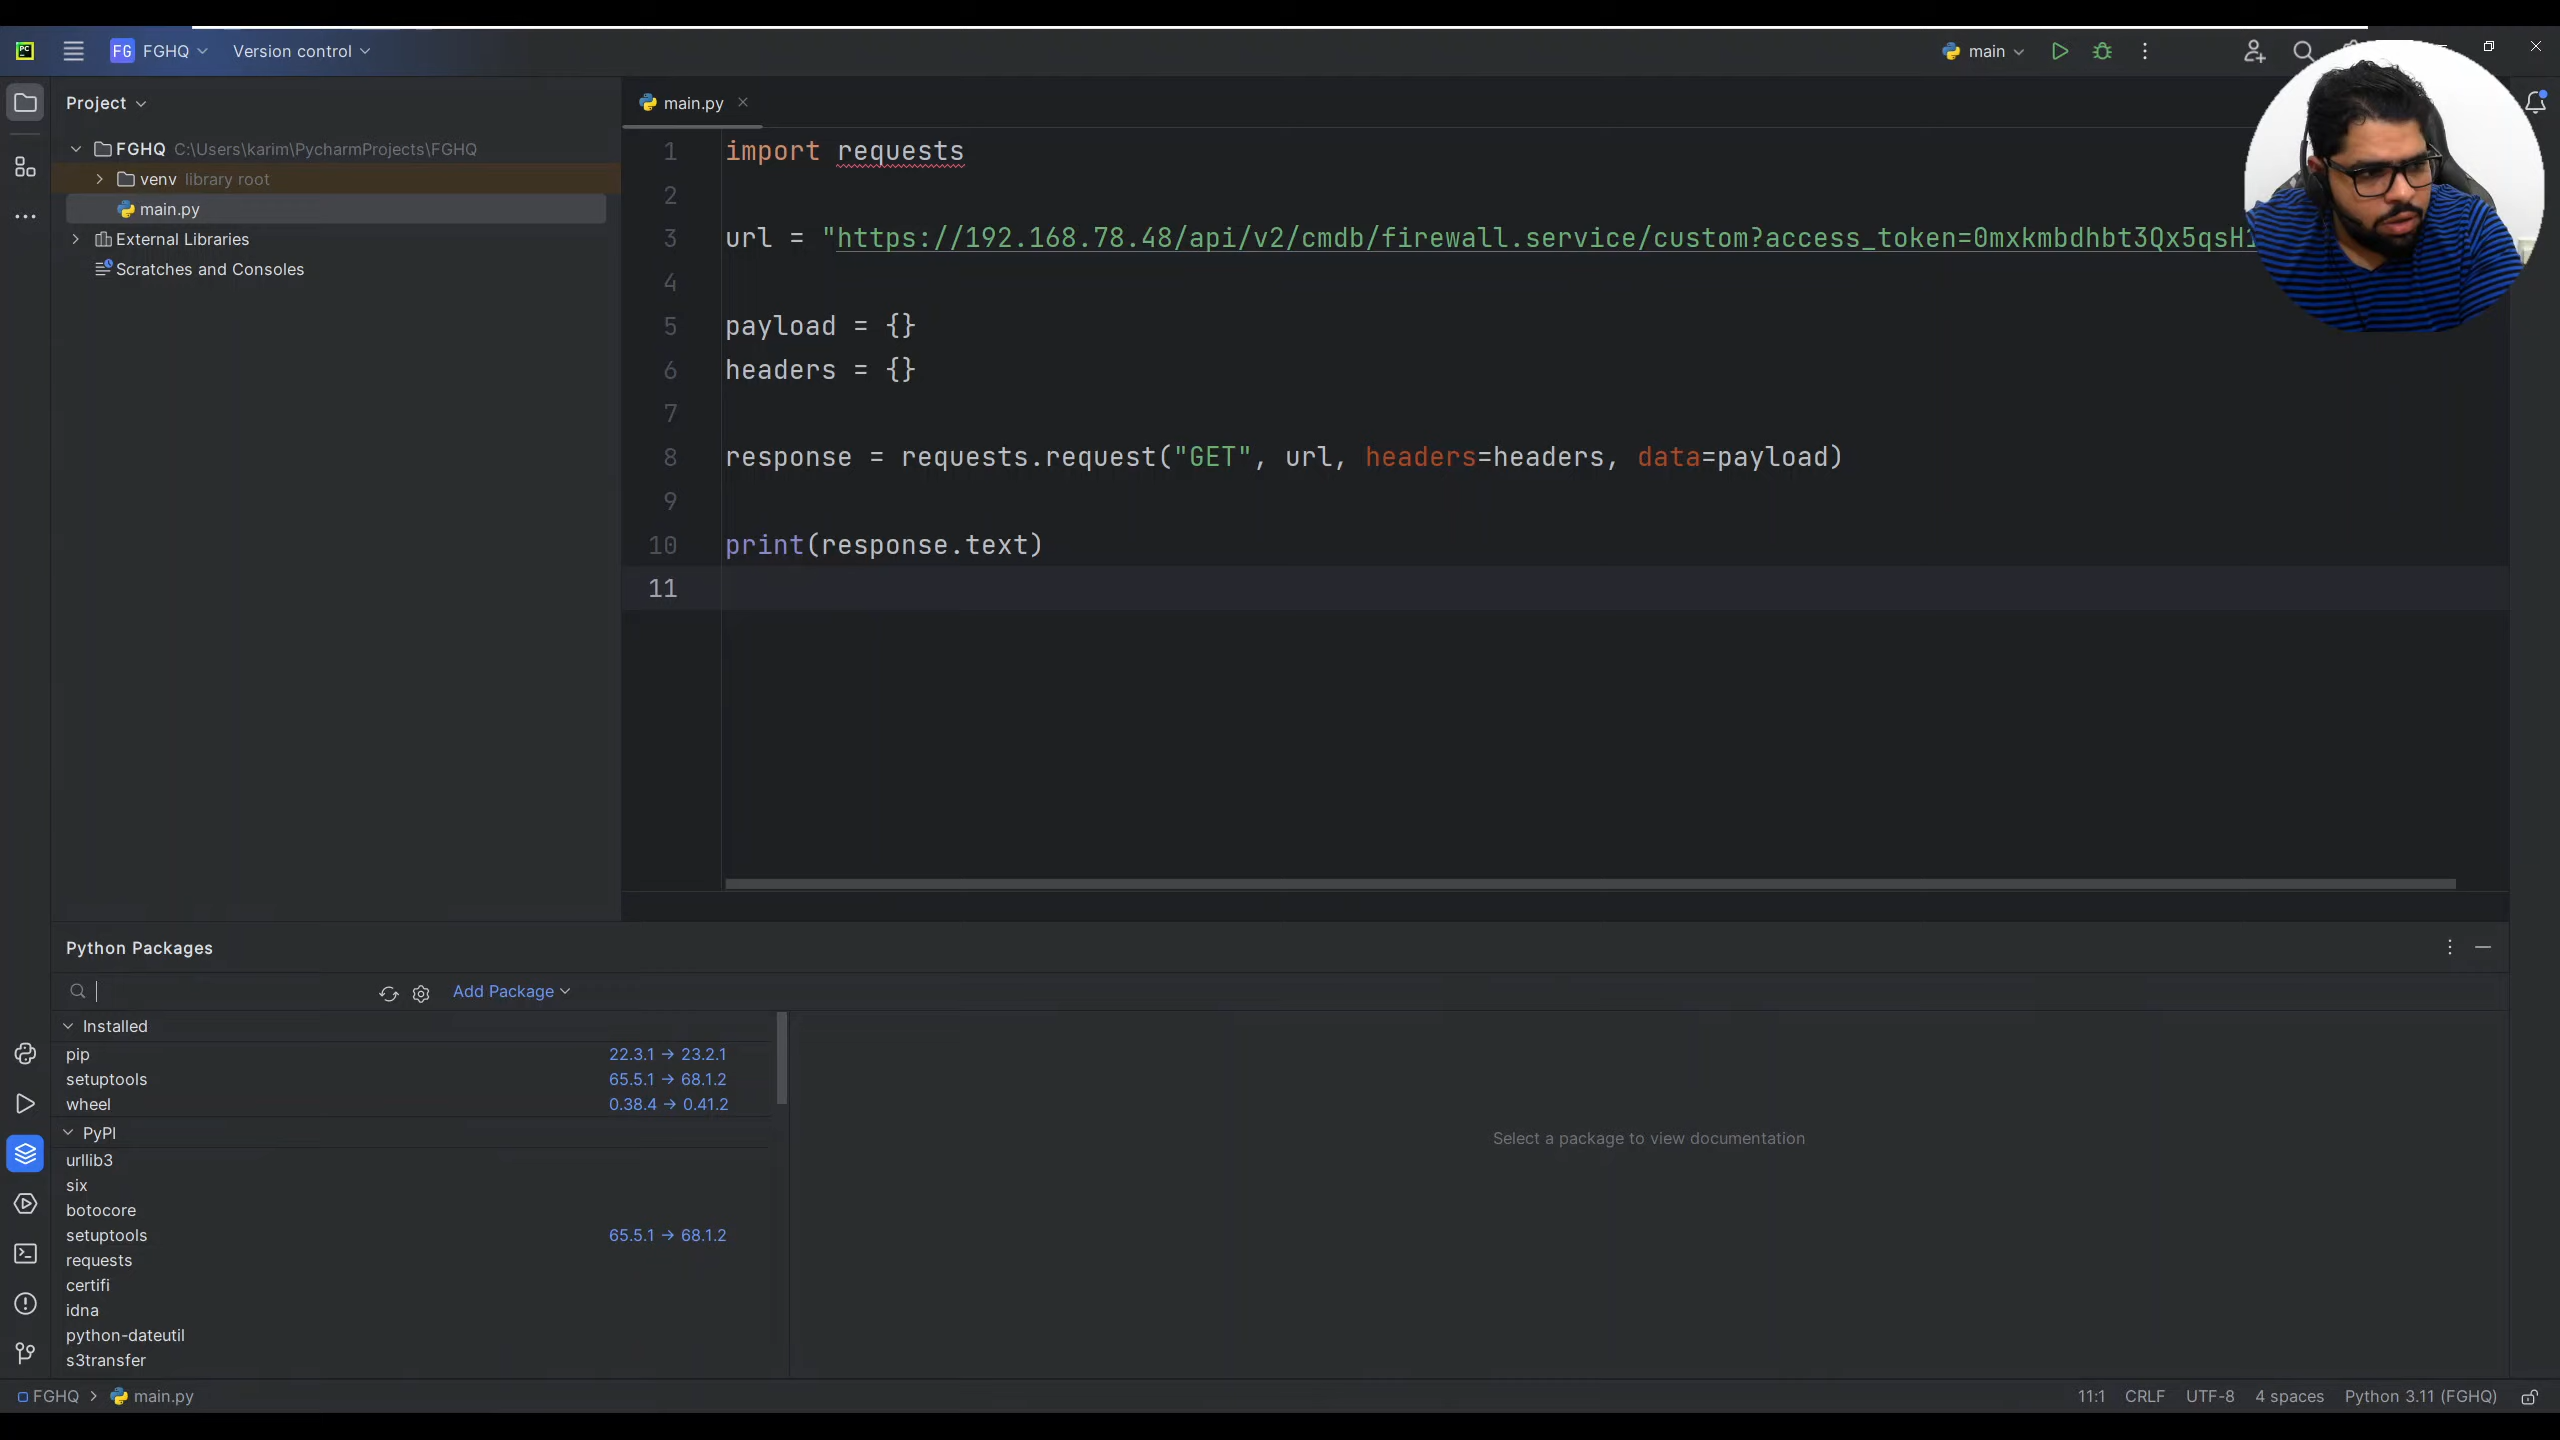 FG FGHQ Version control main
Project
main.py
FGHQ C:\Users\karim\PycharmProjects\FGHQ
venv library root
main.py
External Libraries
Scratches and Consoles
1 import requests
2
3 url = "https://192.168.78.48/api/v2/cmdb/firewall.service/custom?access_token=0mxkmbdhbt3Qx5qsH1
4
5 payload = {}
6 headers = {}
7
8 response = requests.request("GET", url, headers=headers, data=payload)
9
10 print(response.text)
11
Python Packages
Add Package
Installed
pip 22.3.1 → 23.2.1
setuptools 65.5.1 → 68.1.2
wheel 0.38.4 → 0.41.2
PyPI
urllib3
six
botocore
setuptools 65.5.1 → 68.1.2
requests
certifi
idna
python-dateutil
s3transfer
Select a package to view documentation
FGHQ > main.py
11:1 CRLF UTF-8 4 spaces Python 3.11 (FGHQ)